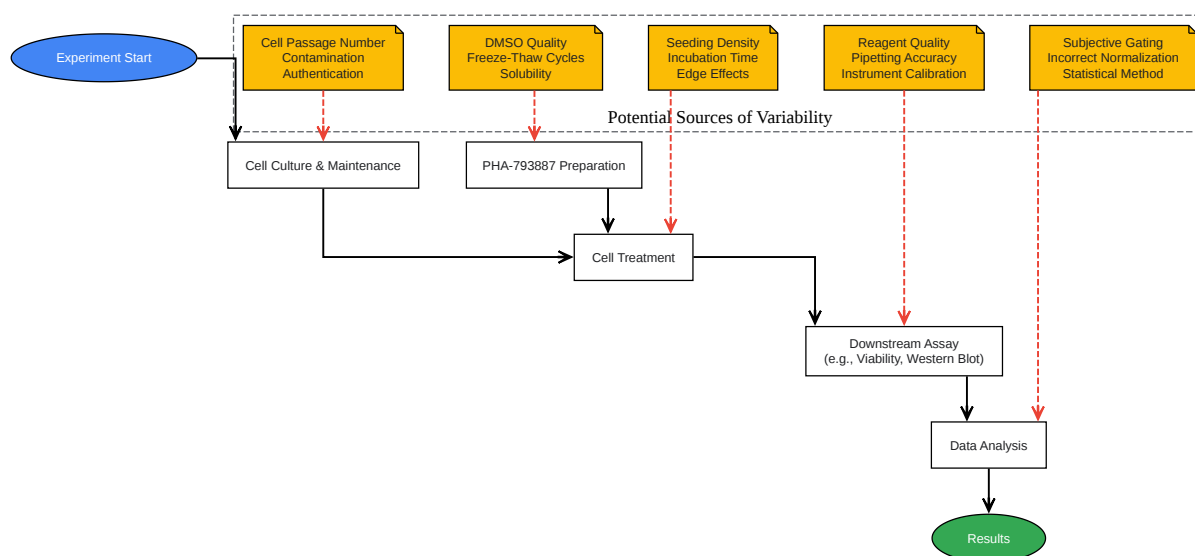 Experiment Start
Cell Passage Number
Contamination
Authentication
DMSO Quality
Freeze-Thaw Cycles
Solubility
Seeding Density
Incubation Time
Edge Effects
Reagent Quality
Pipetting Accuracy
Instrument Calibration
Subjective Gating
Incorrect Normalization
Statistical Method
Potential Sources of Variability
Cell Culture & Maintenance
PHA-793887 Preparation
Cell Treatment
Downstream Assay
(e.g., Viability, Western Blot)
Data Analysis
Results